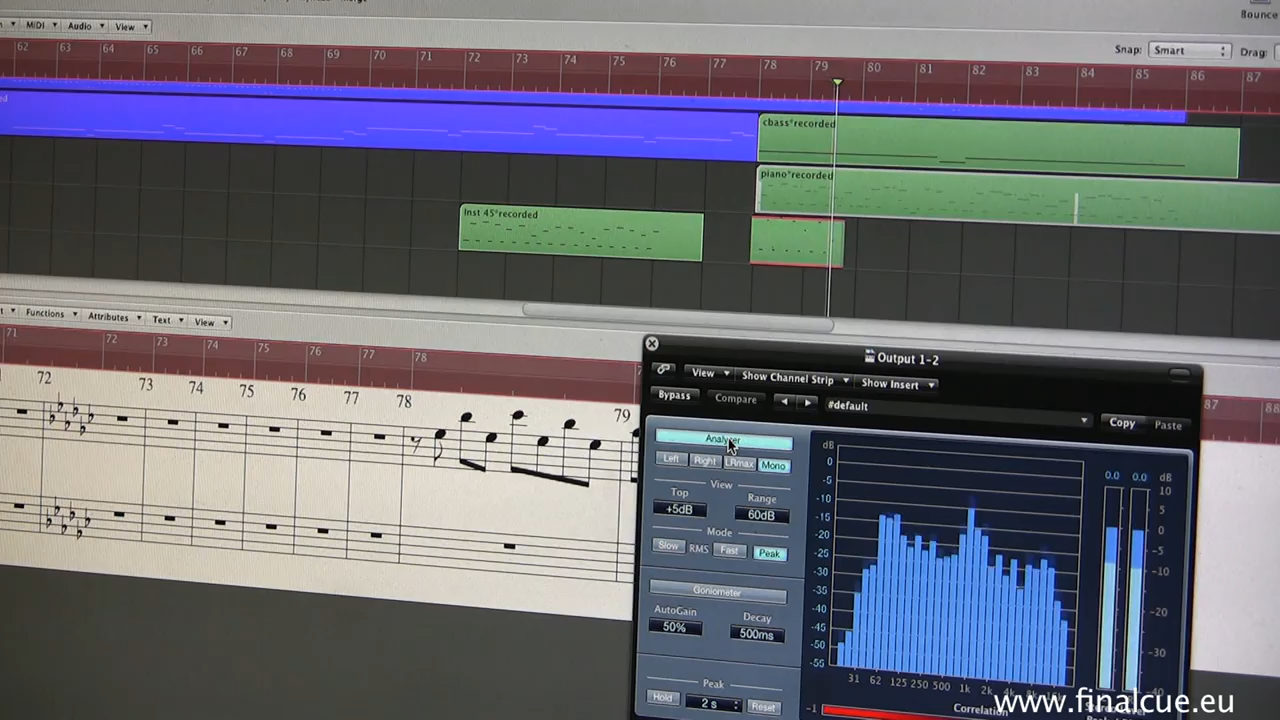 Bounce
MIDI Audio View
Snap: Smart Drag:
62 63 64 65 66 67 68 69 70 71 72 73 74 75 76 77 78 79 80 81 82 83 84 85 86 87
cbass*recorded
piano*recorded
Inst 45*recorded
Functions Attributes Text View
71 72 73 74 75 76 77 78 87 88
72 73 74 75 76 77 78 79
Output 1-2
View Show Channel Strip Show Insert
Bypass Compare #default Copy Paste
Analyzer
Left Right LRmax Mono
View
Top Range
+5dB 60dB
Mode
Slow RMS Fast Peak
Goniometer
AutoGain Decay
50% 500ms
Peak
Hold 2 s Reset
dB
0
-5
-10
-15
-20
-25
-30
-35
-40
-45
-50
-55
31 62 125 250 500 1k 2k 4k
0.0 0.0 dB
10
5
0
-5
-10
-20
-30
-40
-1 Correlation
www.finalcue.eu